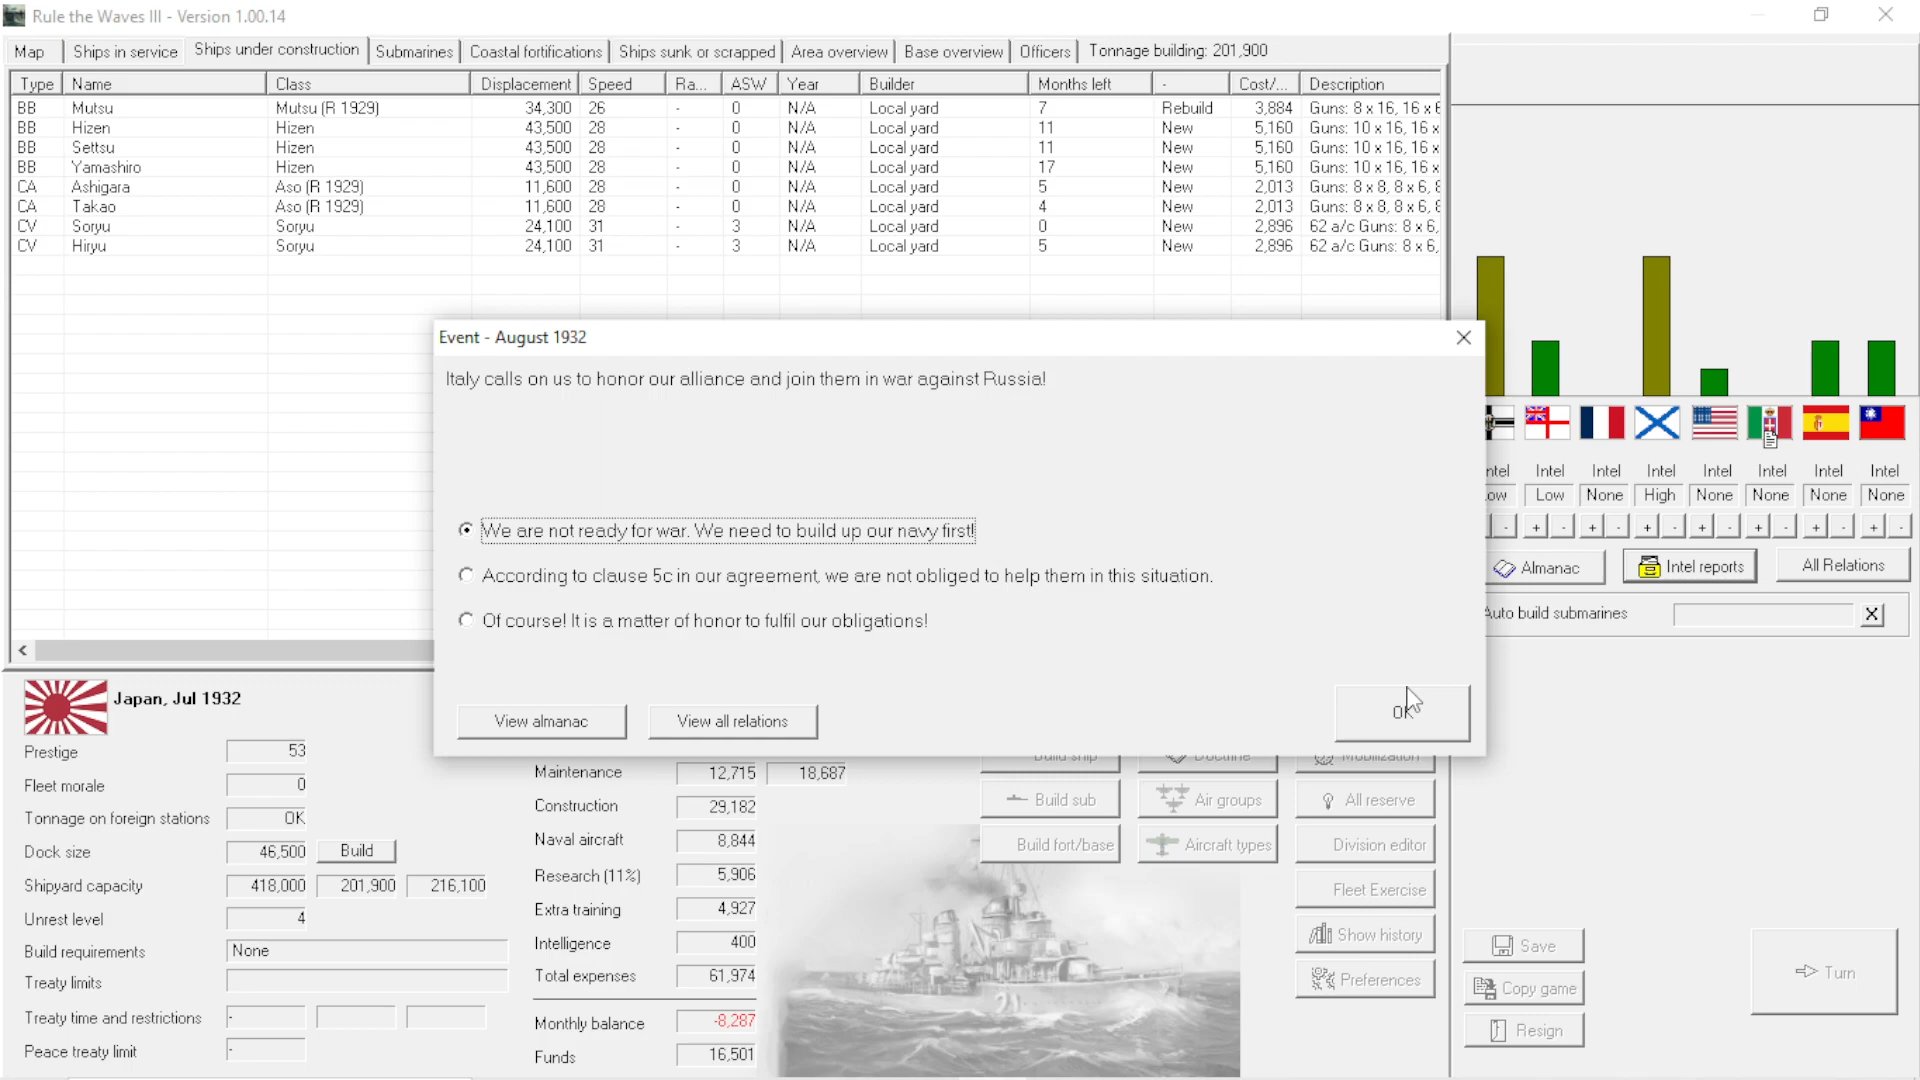 Rule the Waves III - Version 1.00.14
Map Ships in service Ships under construction Submarines Coastal fortifications Ships sunk or scrapped Area overview Base overview Officers Tonnage building: 201,900
Type Name Class Displacement Speed Ra... ASW Year Builder Months left - Cost/... Description
BB Mutsu Mutsu (R 1929) 34,300 26 - 0 N/A Local yard 7 Rebuild 3,884 Guns: 8 x 16, 16 x 6
BB Hizen Hizen 43,500 28 - 0 N/A Local yard 11 New 5,160 Guns: 10 x 16, 16 x
BB Settsu Hizen 43,500 28 - 0 N/A Local yard 11 New 5,160 Guns: 10 x 16, 16 x
BB Yamashiro Hizen 43,500 28 - 0 N/A Local yard 17 New 5,160 Guns: 10 x 16, 16 x
CA Ashigara Aso (R 1929) 11,600 28 - 0 N/A Local yard 5 New 2,013 Guns: 8 x 8, 8 x 6,
CA Takao Aso (R 1929) 11,600 28 - 0 N/A Local yard 4 New 2,013 Guns: 8 x 8, 8 x 6,
CV Soryu Soryu 24,100 31 - 3 N/A Local yard 0 New 2,896 62 a/c Guns: 8 x 6,
CV Hiryu Soryu 24,100 31 - 3 N/A Local yard 5 New 2,896 62 a/c Guns: 8 x 6,
Event - August 1932
Italy calls on us to honor our alliance and join them in war against Russia!
We are not ready for war. We need to build up our navy first!
According to clause 5c in our agreement, we are not obliged to help them in this situation.
Of course! It is a matter of honor to fulfil our obligations!
View almanac View all relations OK
ntel Intel Intel Intel Intel Intel Intel Intel
ow Low None High None None None None
- + - + - + - + - + - + - + -
Almanac Intel reports All Relations
Auto build submarines X
Japan, Jul 1932
Prestige 53
Fleet morale 0
Tonnage on foreign stations OK
Dock size 46,500 Build
Shipyard capacity 418,000 201,900 216,100
Unrest level 4
Build requirements None
Treaty limits
Treaty time and restrictions -
Peace treaty limit -
Maintenance 12,715 18,687
Construction 29,182
Naval aircraft 8,844
Research (11%) 5,906
Extra training 4,927
Intelligence 400
Total expenses 61,974
Monthly balance -8,287
Funds 16,501
Build ship Doctrine Mobilization
Build sub Air groups All reserve
Build fort/base Aircraft types Division editor
Fleet Exercise
Show history
Preferences
Save
Copy game
Resign
Turn